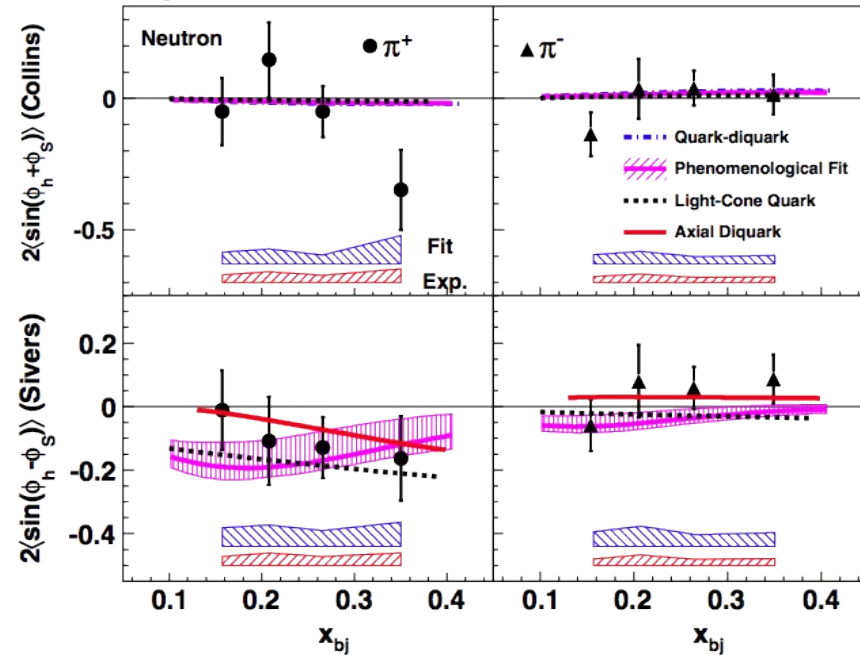 Neutron
π+
π-
2⟨sin(ϕh+ϕS)⟩ (Collins)
0
-0.5
Quark-diquark
Phenomenological Fit
Light-Cone Quark
Axial Diquark
Fit
Exp.
2⟨sin(ϕh-ϕS)⟩ (Sivers)
0.2
0
-0.2
-0.4
0.1 0.2 0.3 0.4
0.1 0.2 0.3 0.4
xbj
xbj